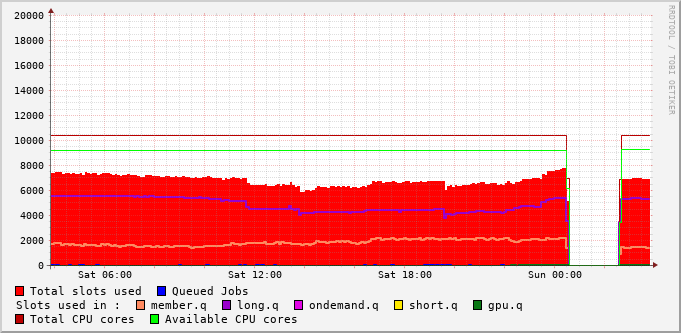 RRDTOOL / TOBI OETIKER
20000
18000
16000
14000
12000
10000
8000
6000
4000
2000
0
Sat 06:00 Sat 12:00 Sat 18:00 Sun 00:00
Total slots used Queued Jobs
Slots used in : member.q long.q ondemand.q short.q gpu.q
Total CPU cores Available CPU cores